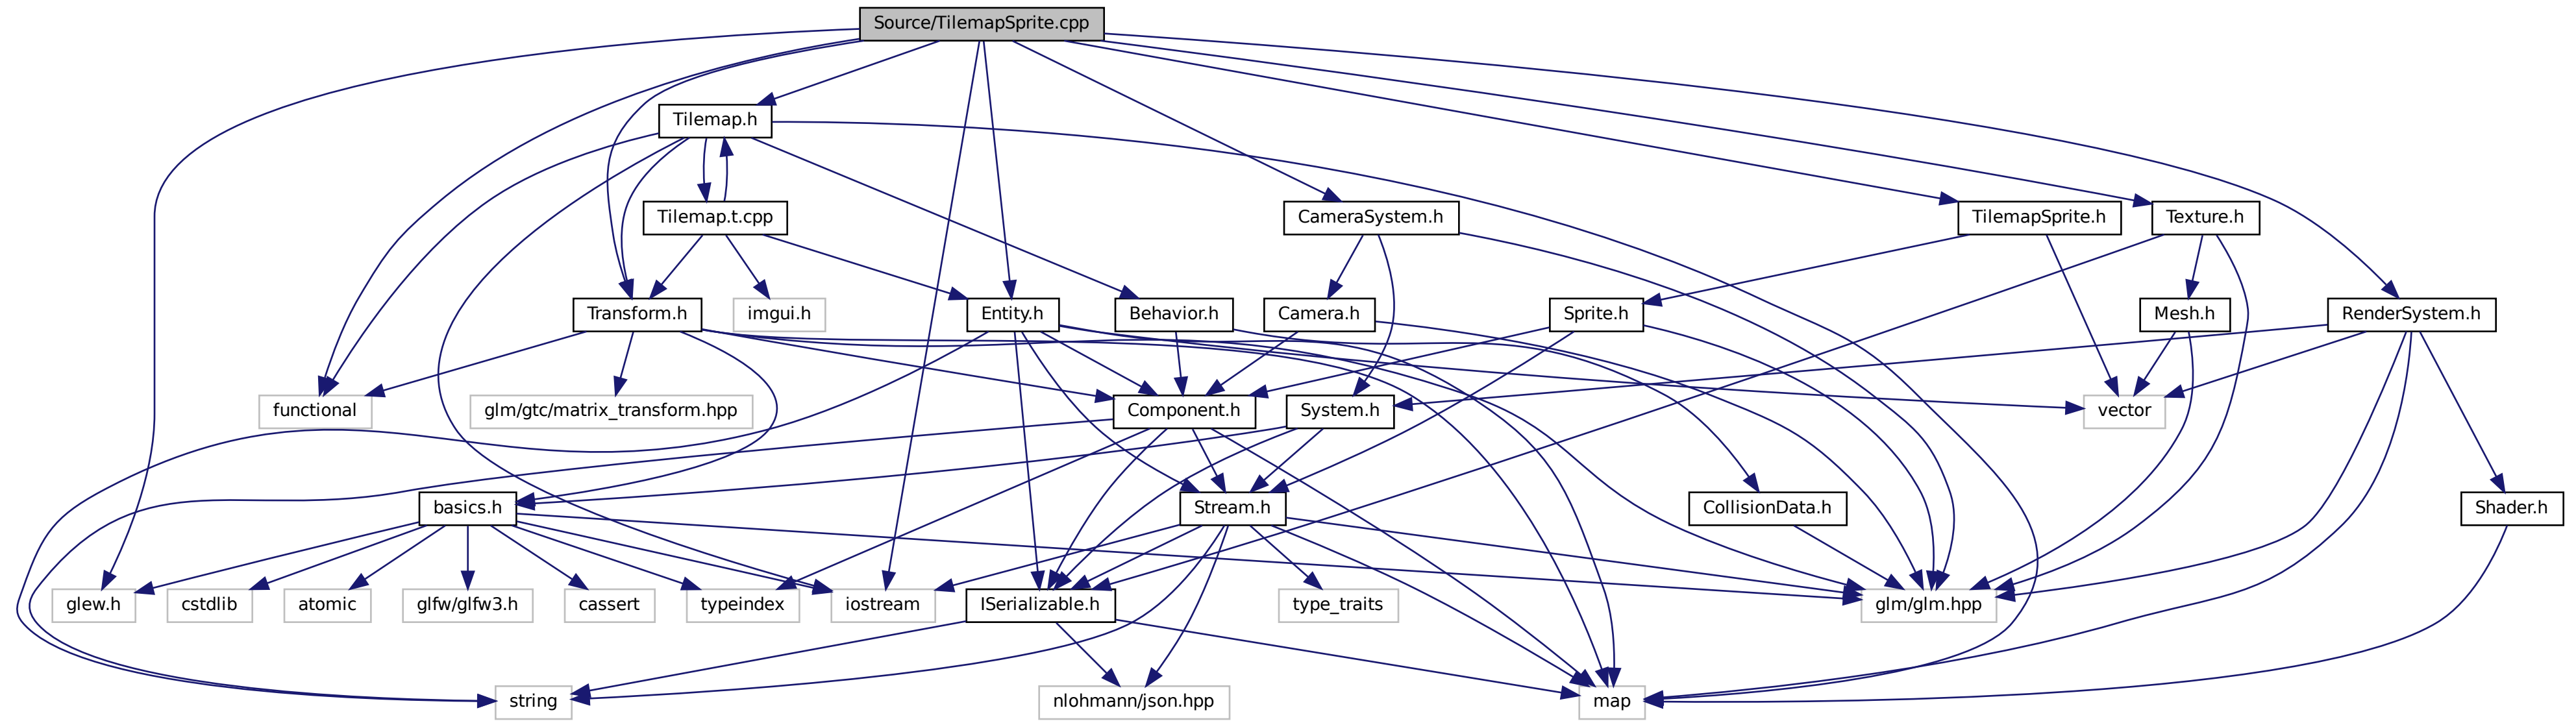 Source/TilemapSprite.cpp
Tilemap.h
Tilemap.t.cpp
CameraSystem.h
TilemapSprite.h
Texture.h
Transform.h
imgui.h
Entity.h
Behavior.h
Camera.h
Sprite.h
Mesh.h
RenderSystem.h
functional
glm/gtc/matrix_transform.hpp
Component.h
System.h
vector
basics.h
Stream.h
CollisionData.h
Shader.h
glew.h
cstdlib
atomic
glfw/glfw3.h
cassert
typeindex
iostream
ISerializable.h
type_traits
glm/glm.hpp
string
nlohmann/json.hpp
map